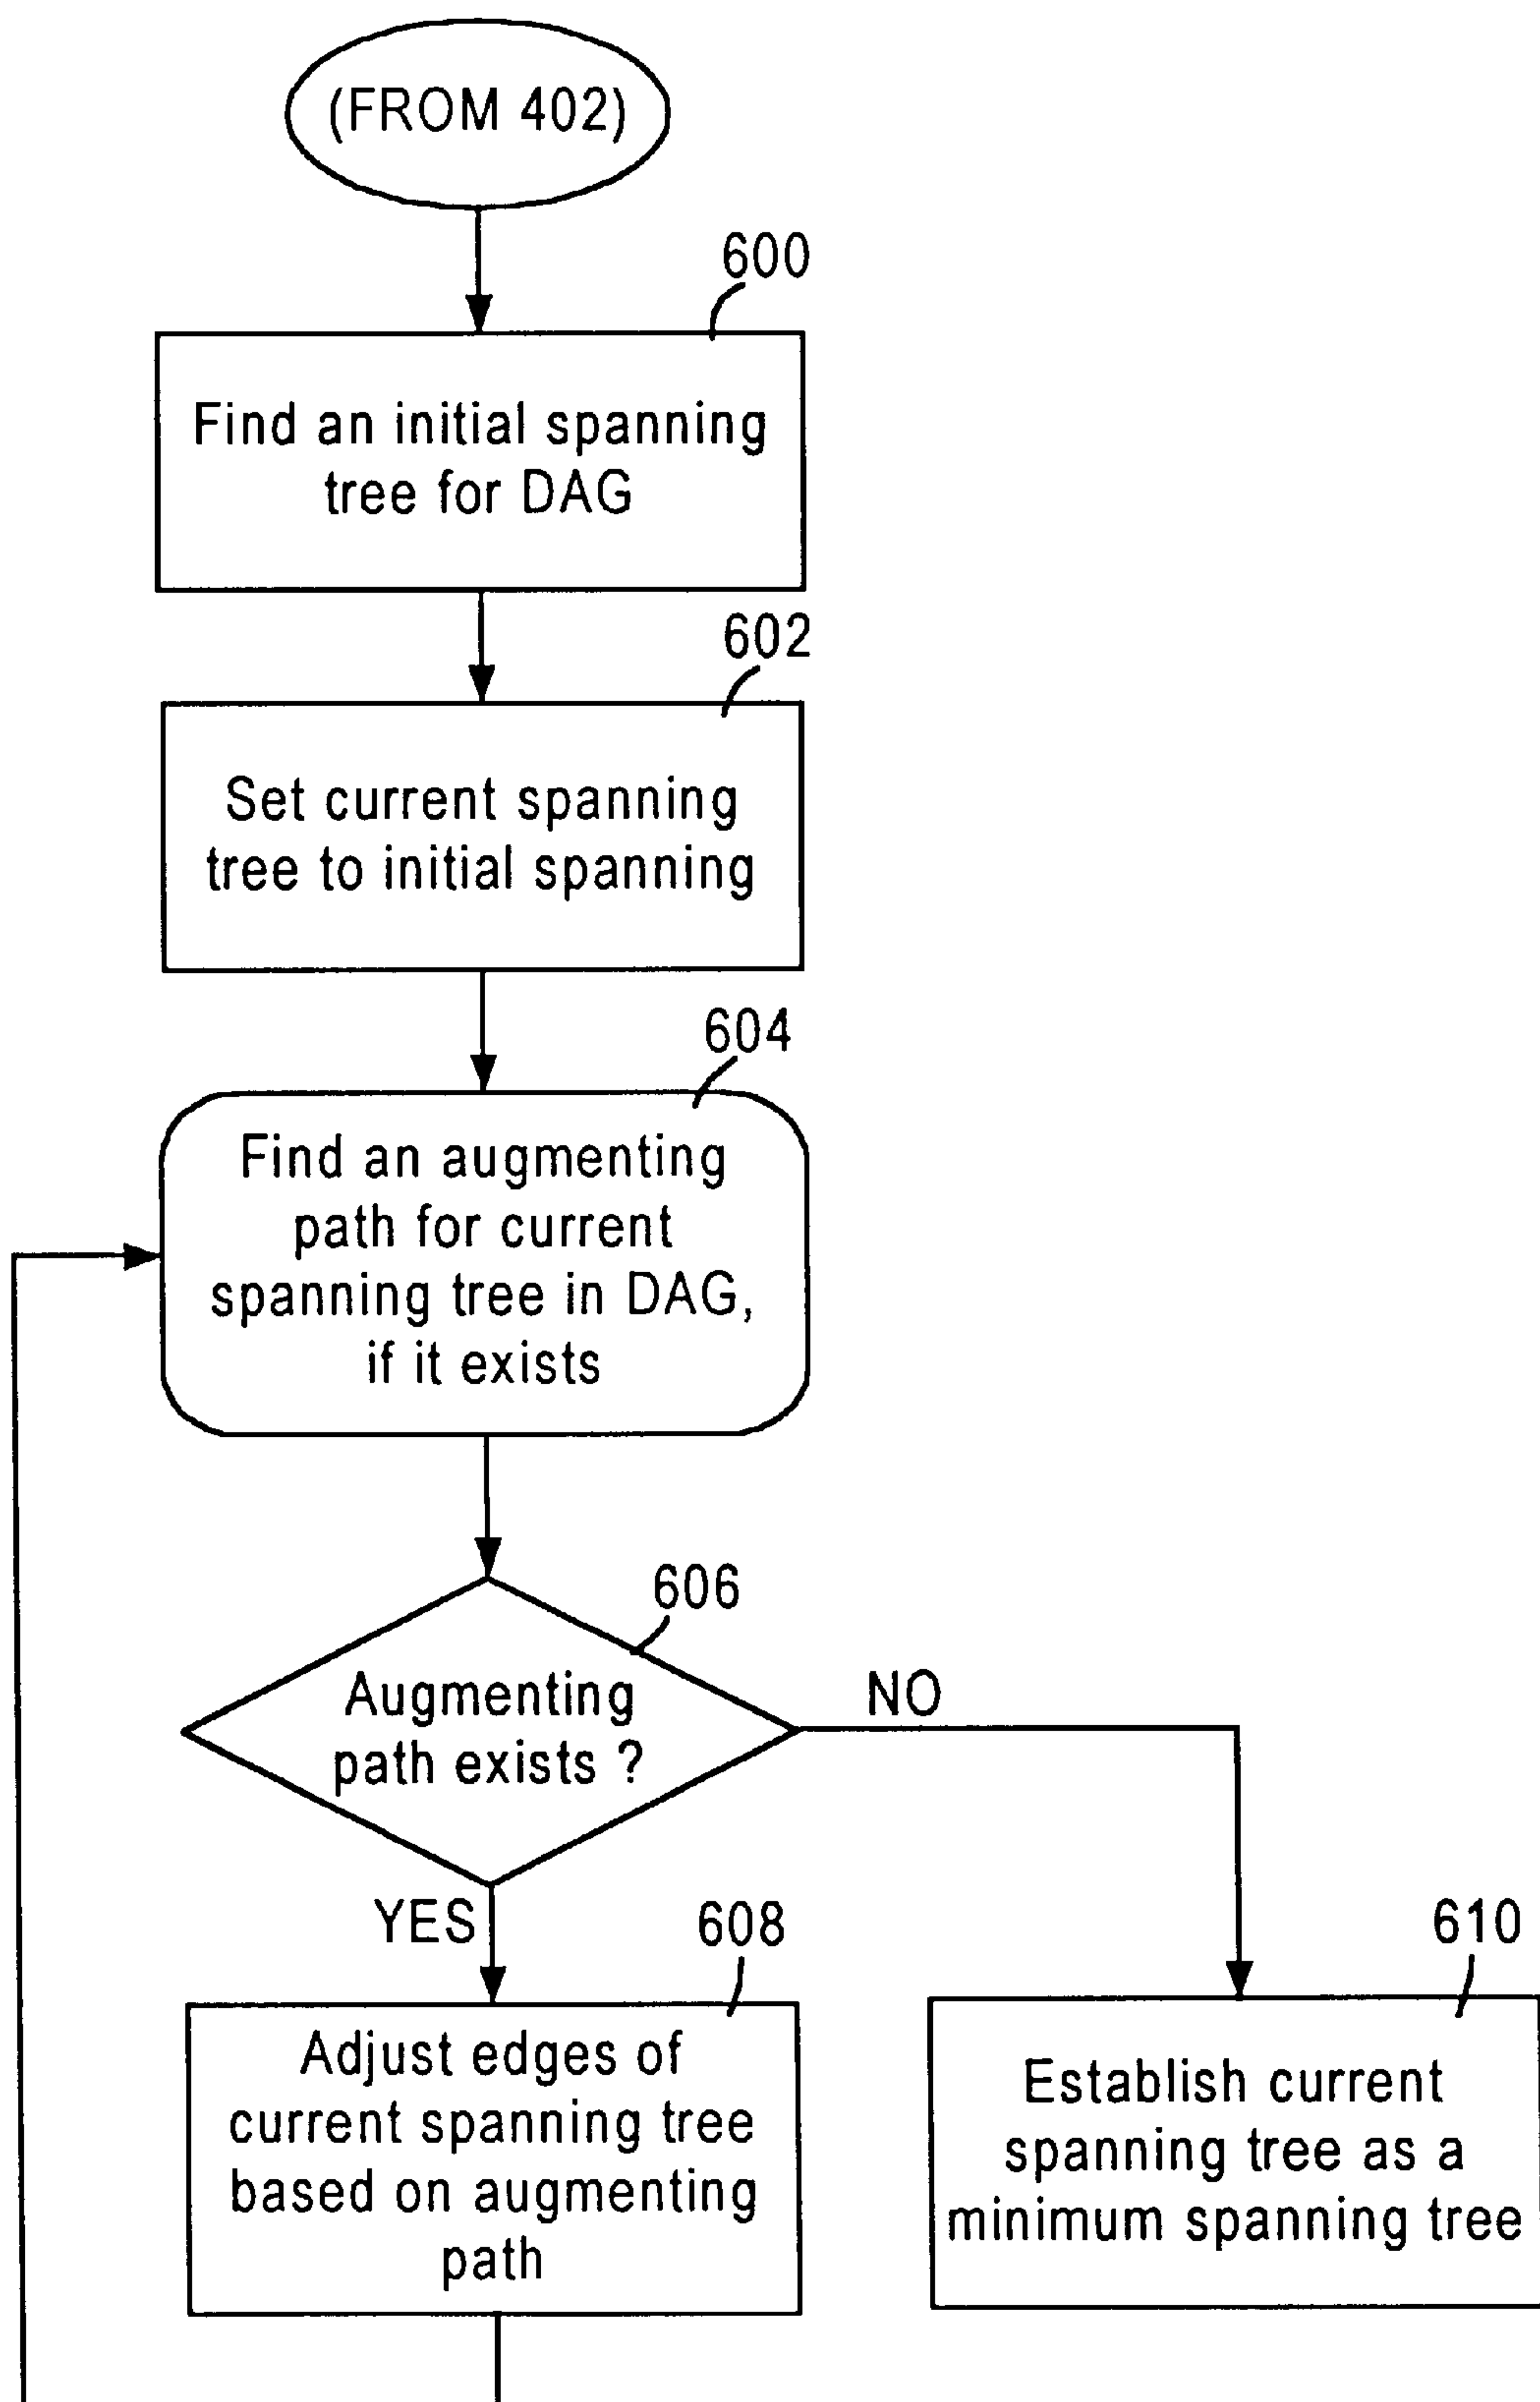 (FROM 402)
600
Find an initial spanning
tree for DAG
602
Set current spanning
tree to initial spanning
604
Find an augmenting
path for current
spanning tree in DAG,
if it exists
606
Augmenting
path exists ?
NO
YES
608
Adjust edges of
current spanning tree
based on augmenting
path
610
Establish current
spanning tree as a
minimum spanning tree